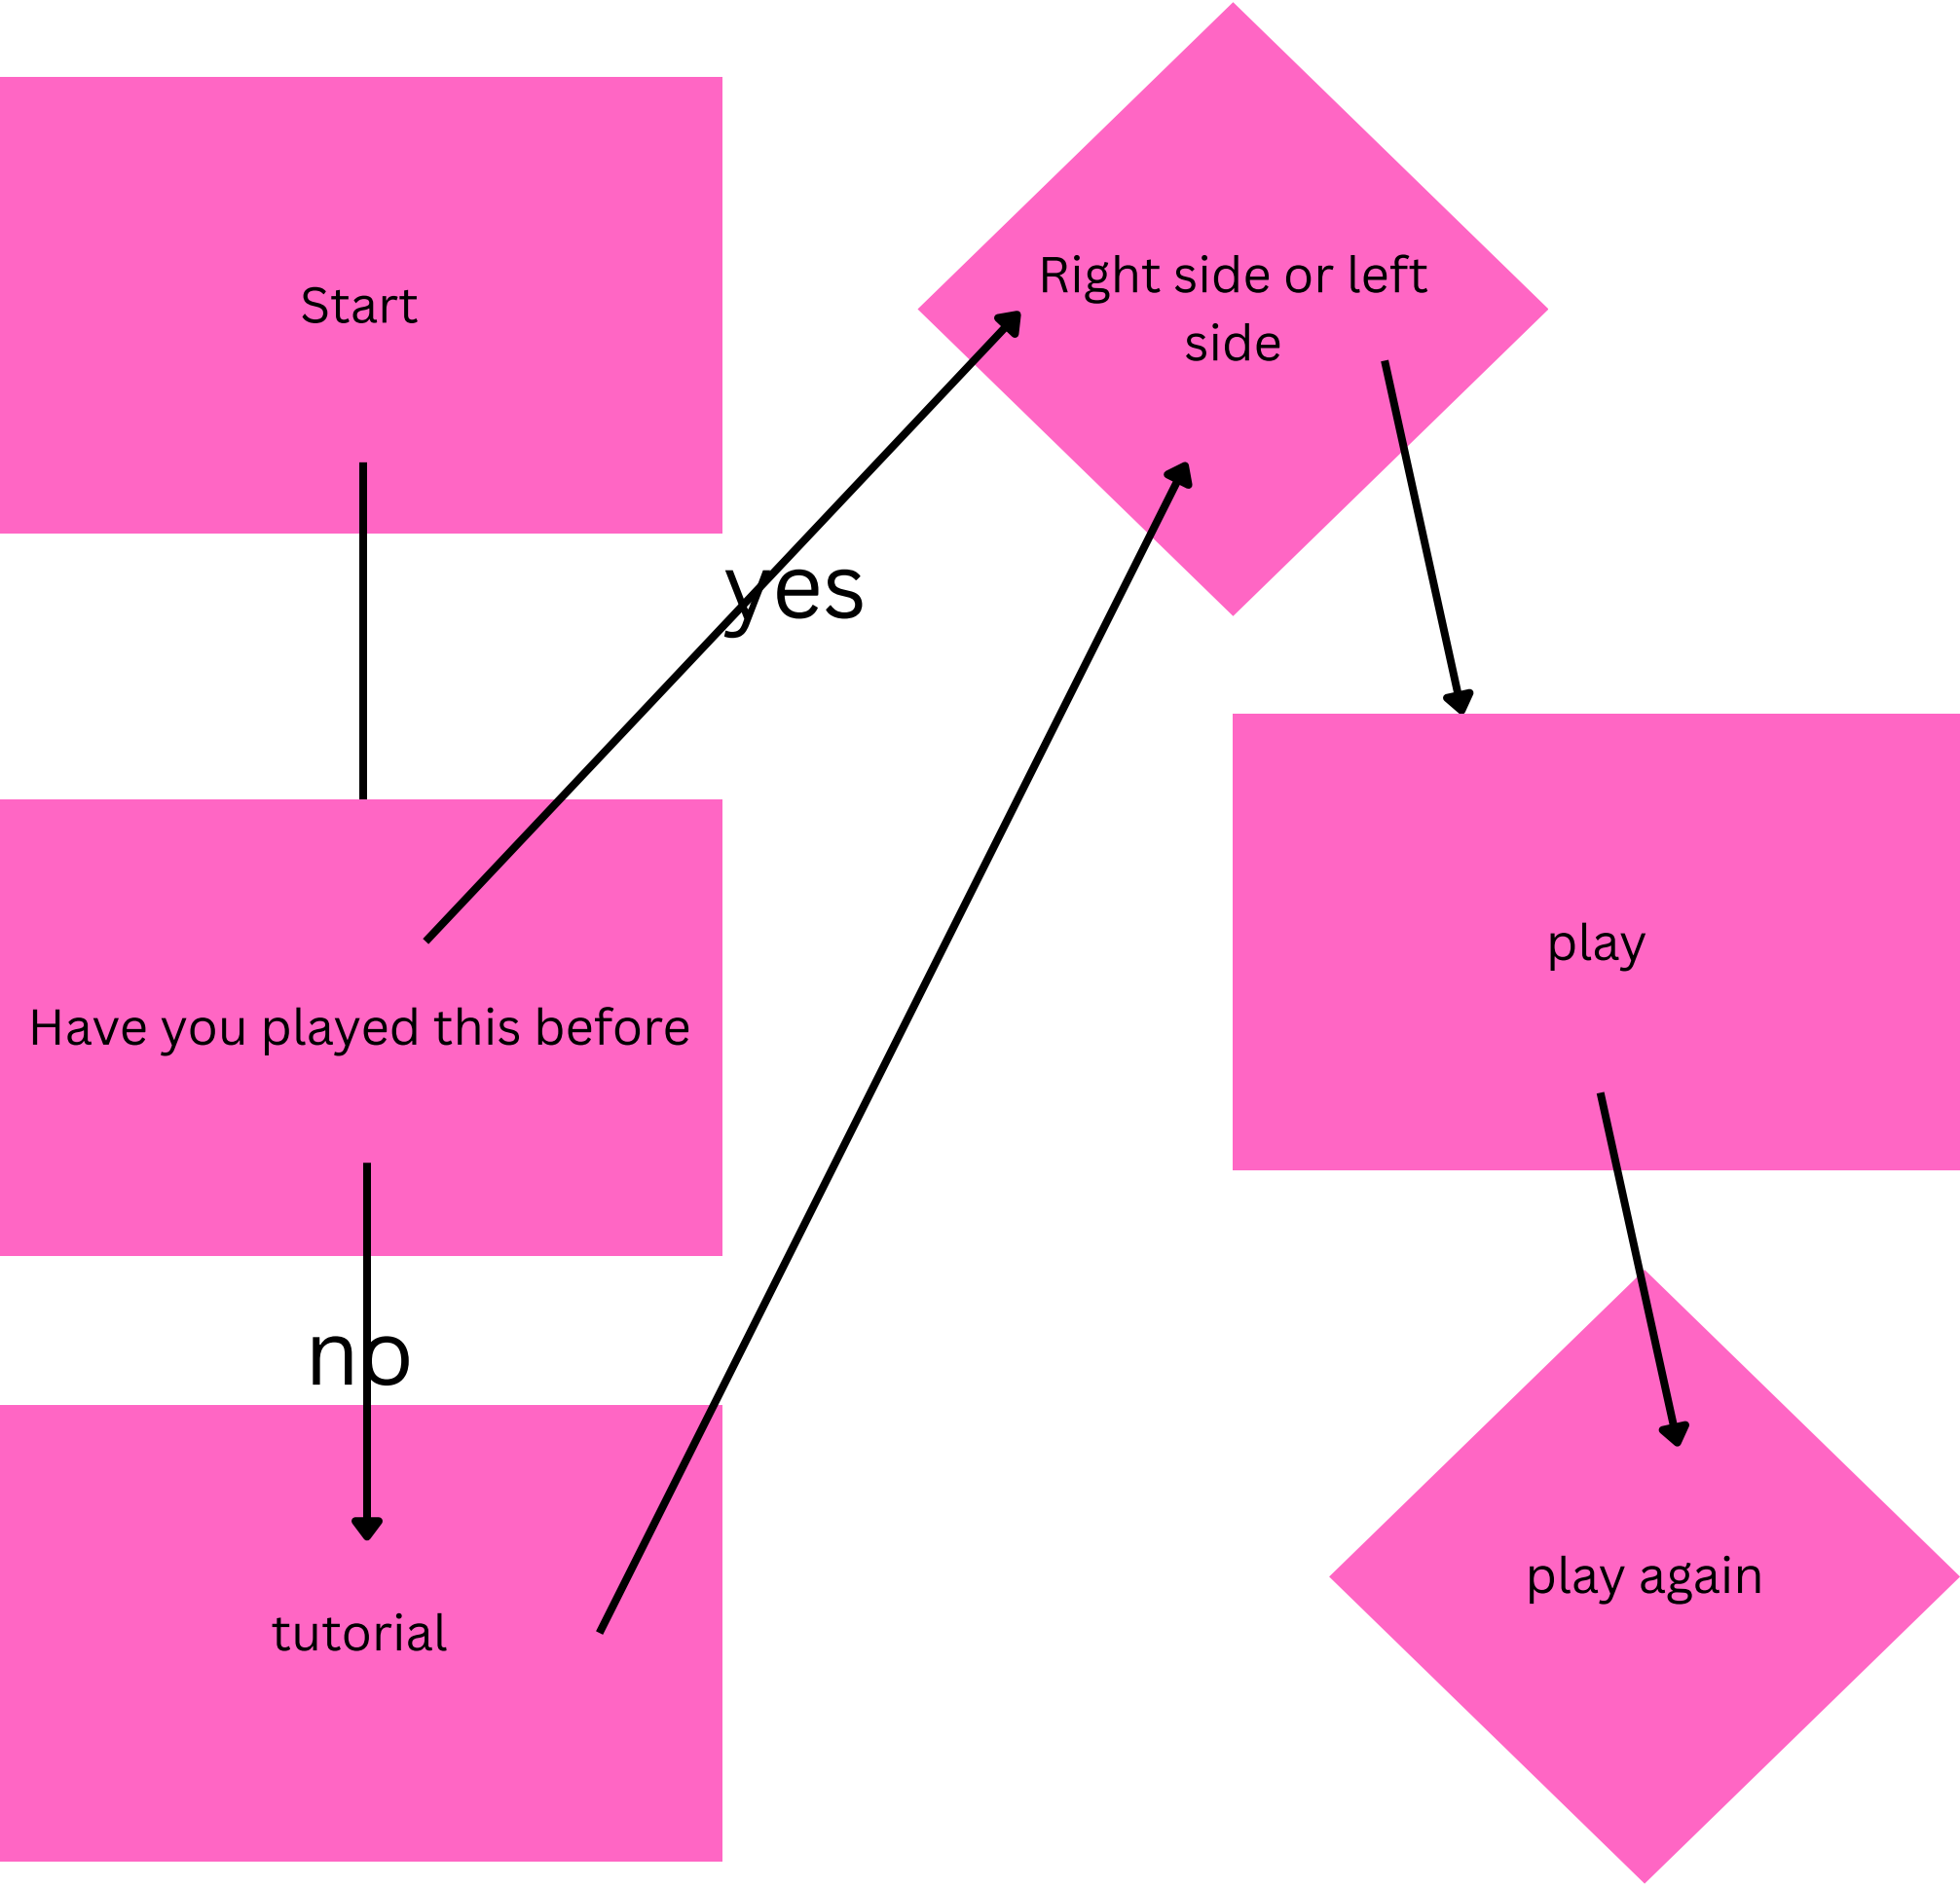 Start
Right side or left
side
yes
Have you played this before
play
no
tutorial
play again